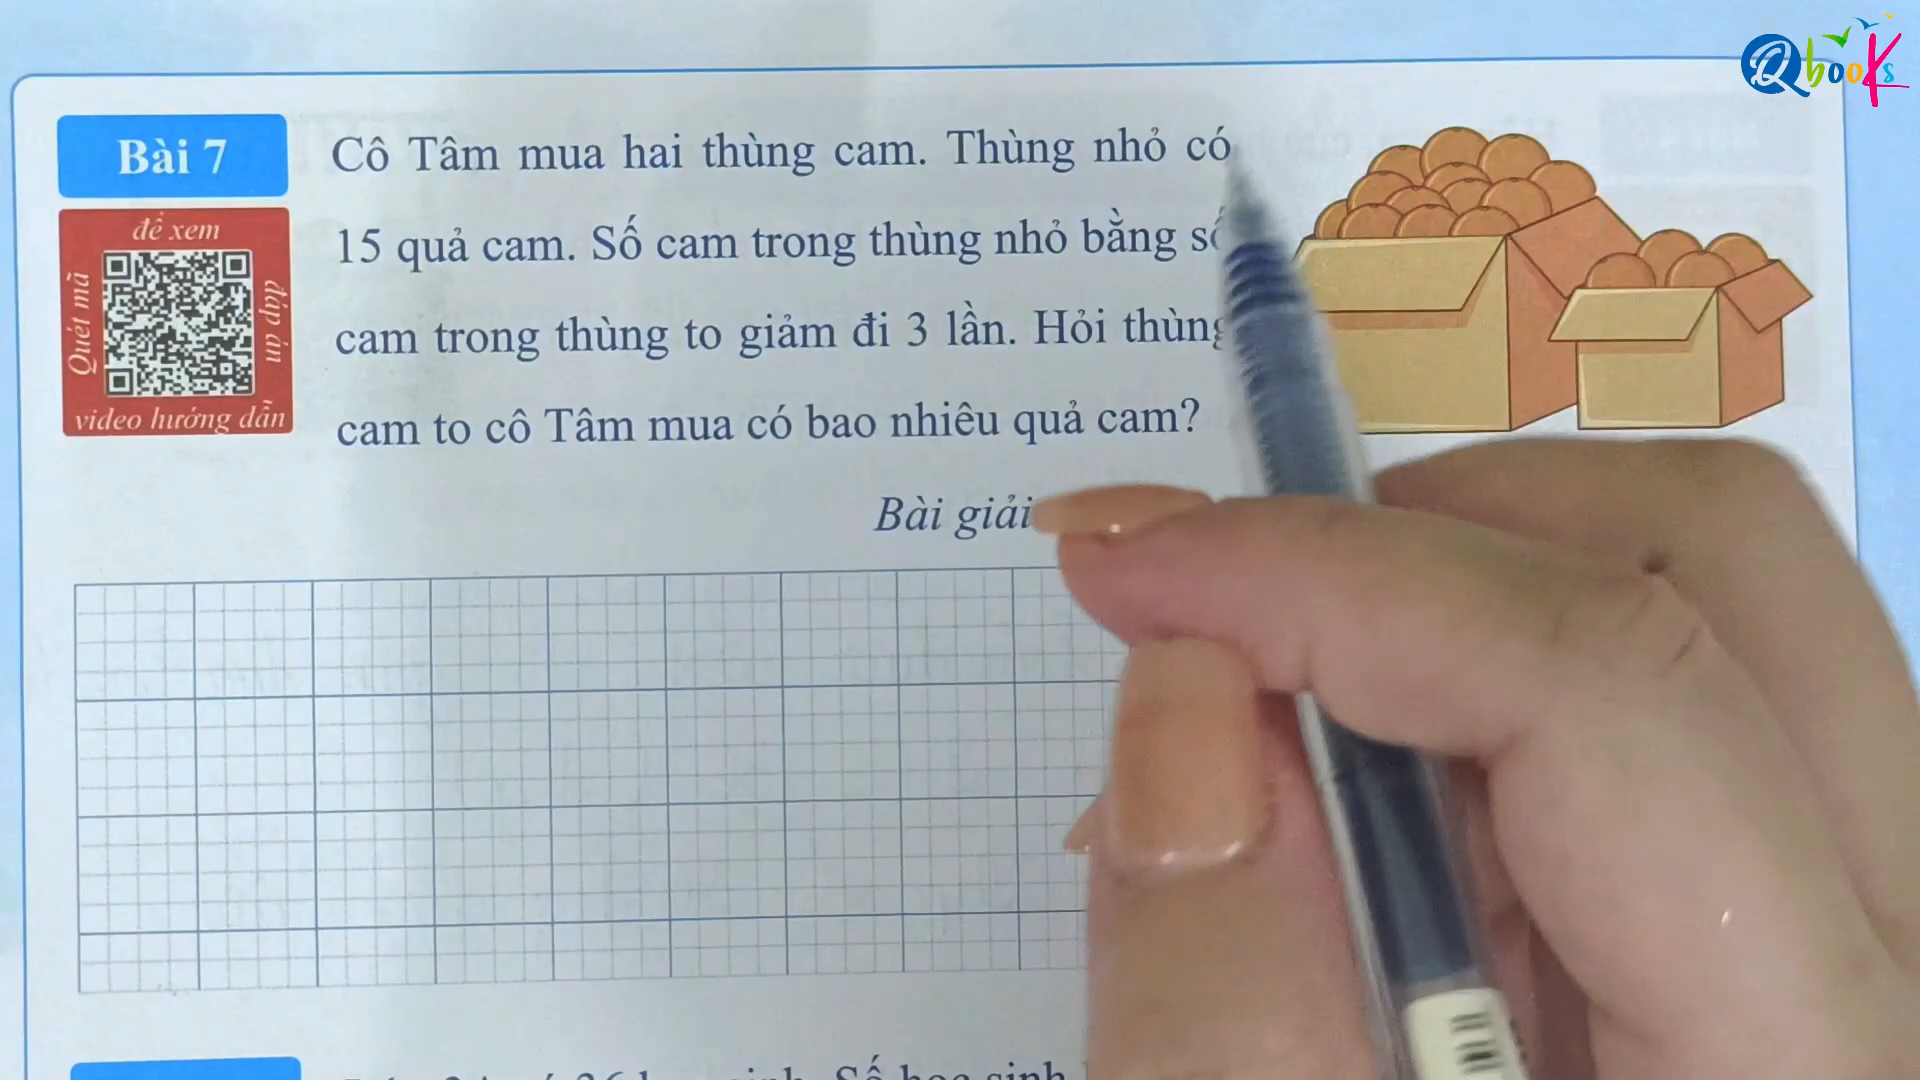 Qbooks
Bài 7
Cô Tâm mua hai thùng cam. Thùng nhỏ có
15 quả cam. Số cam trong thùng nhỏ bằng
cam trong thùng to giảm đi 3 lần. Hỏi thùng
cam to cô Tâm mua có bao nhiêu quả cam?
để xem
Quét mã
đáp án
video hướng dẫn
Bài giải